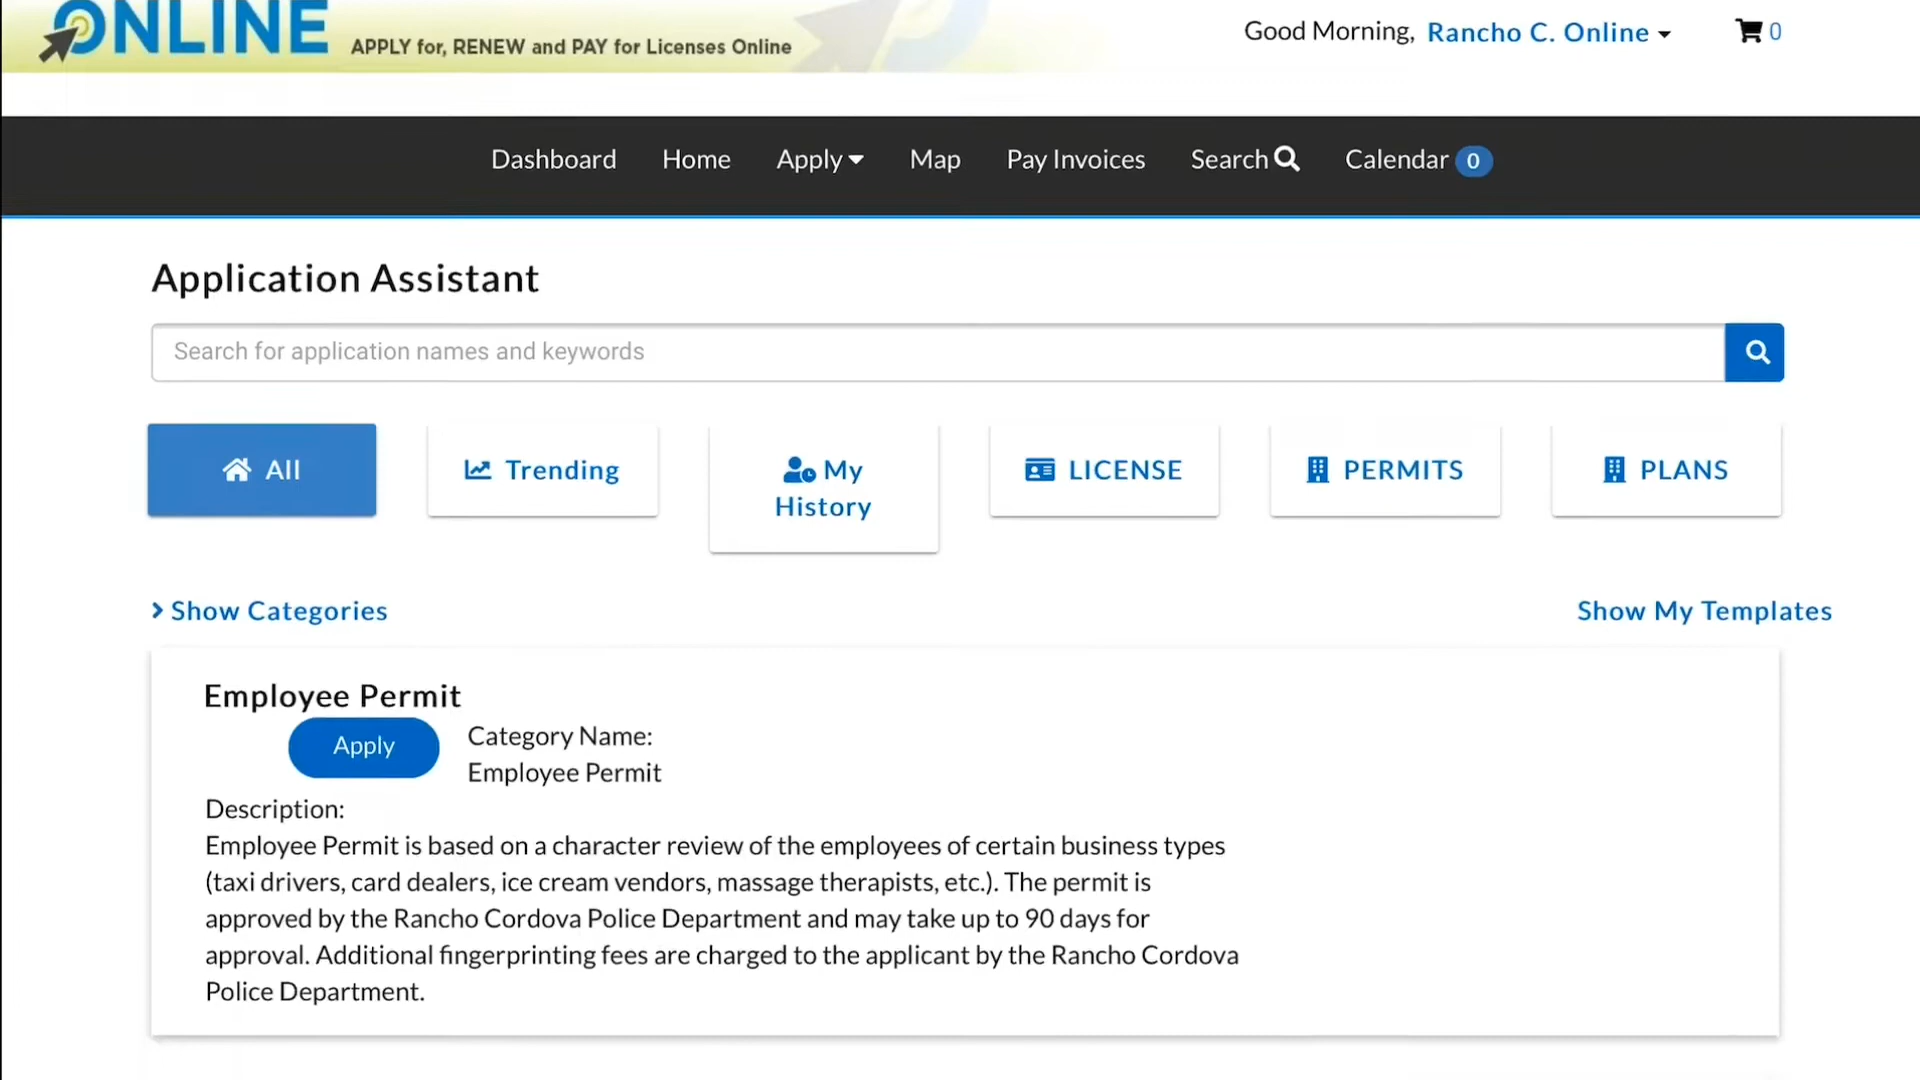 ONLINE APPLY for, RENEW and PAY for Licenses Online
Good Morning, Rancho C. Online
0
Dashboard Home Apply Map Pay Invoices Search Calendar 0
Application Assistant
Search for application names and keywords
All
Trending
My
History
LICENSE
PERMITS
PLANS
Show Categories
Show My Templates
Employee Permit
Apply
Category Name:
Employee Permit
Description:
Employee Permit is based on a character review of the employees of certain business types
(taxi drivers, card dealers, ice cream vendors, massage therapists, etc.). The permit is
approved by the Rancho Cordova Police Department and may take up to 90 days for
approval. Additional fingerprinting fees are charged to the applicant by the Rancho Cordova
Police Department.